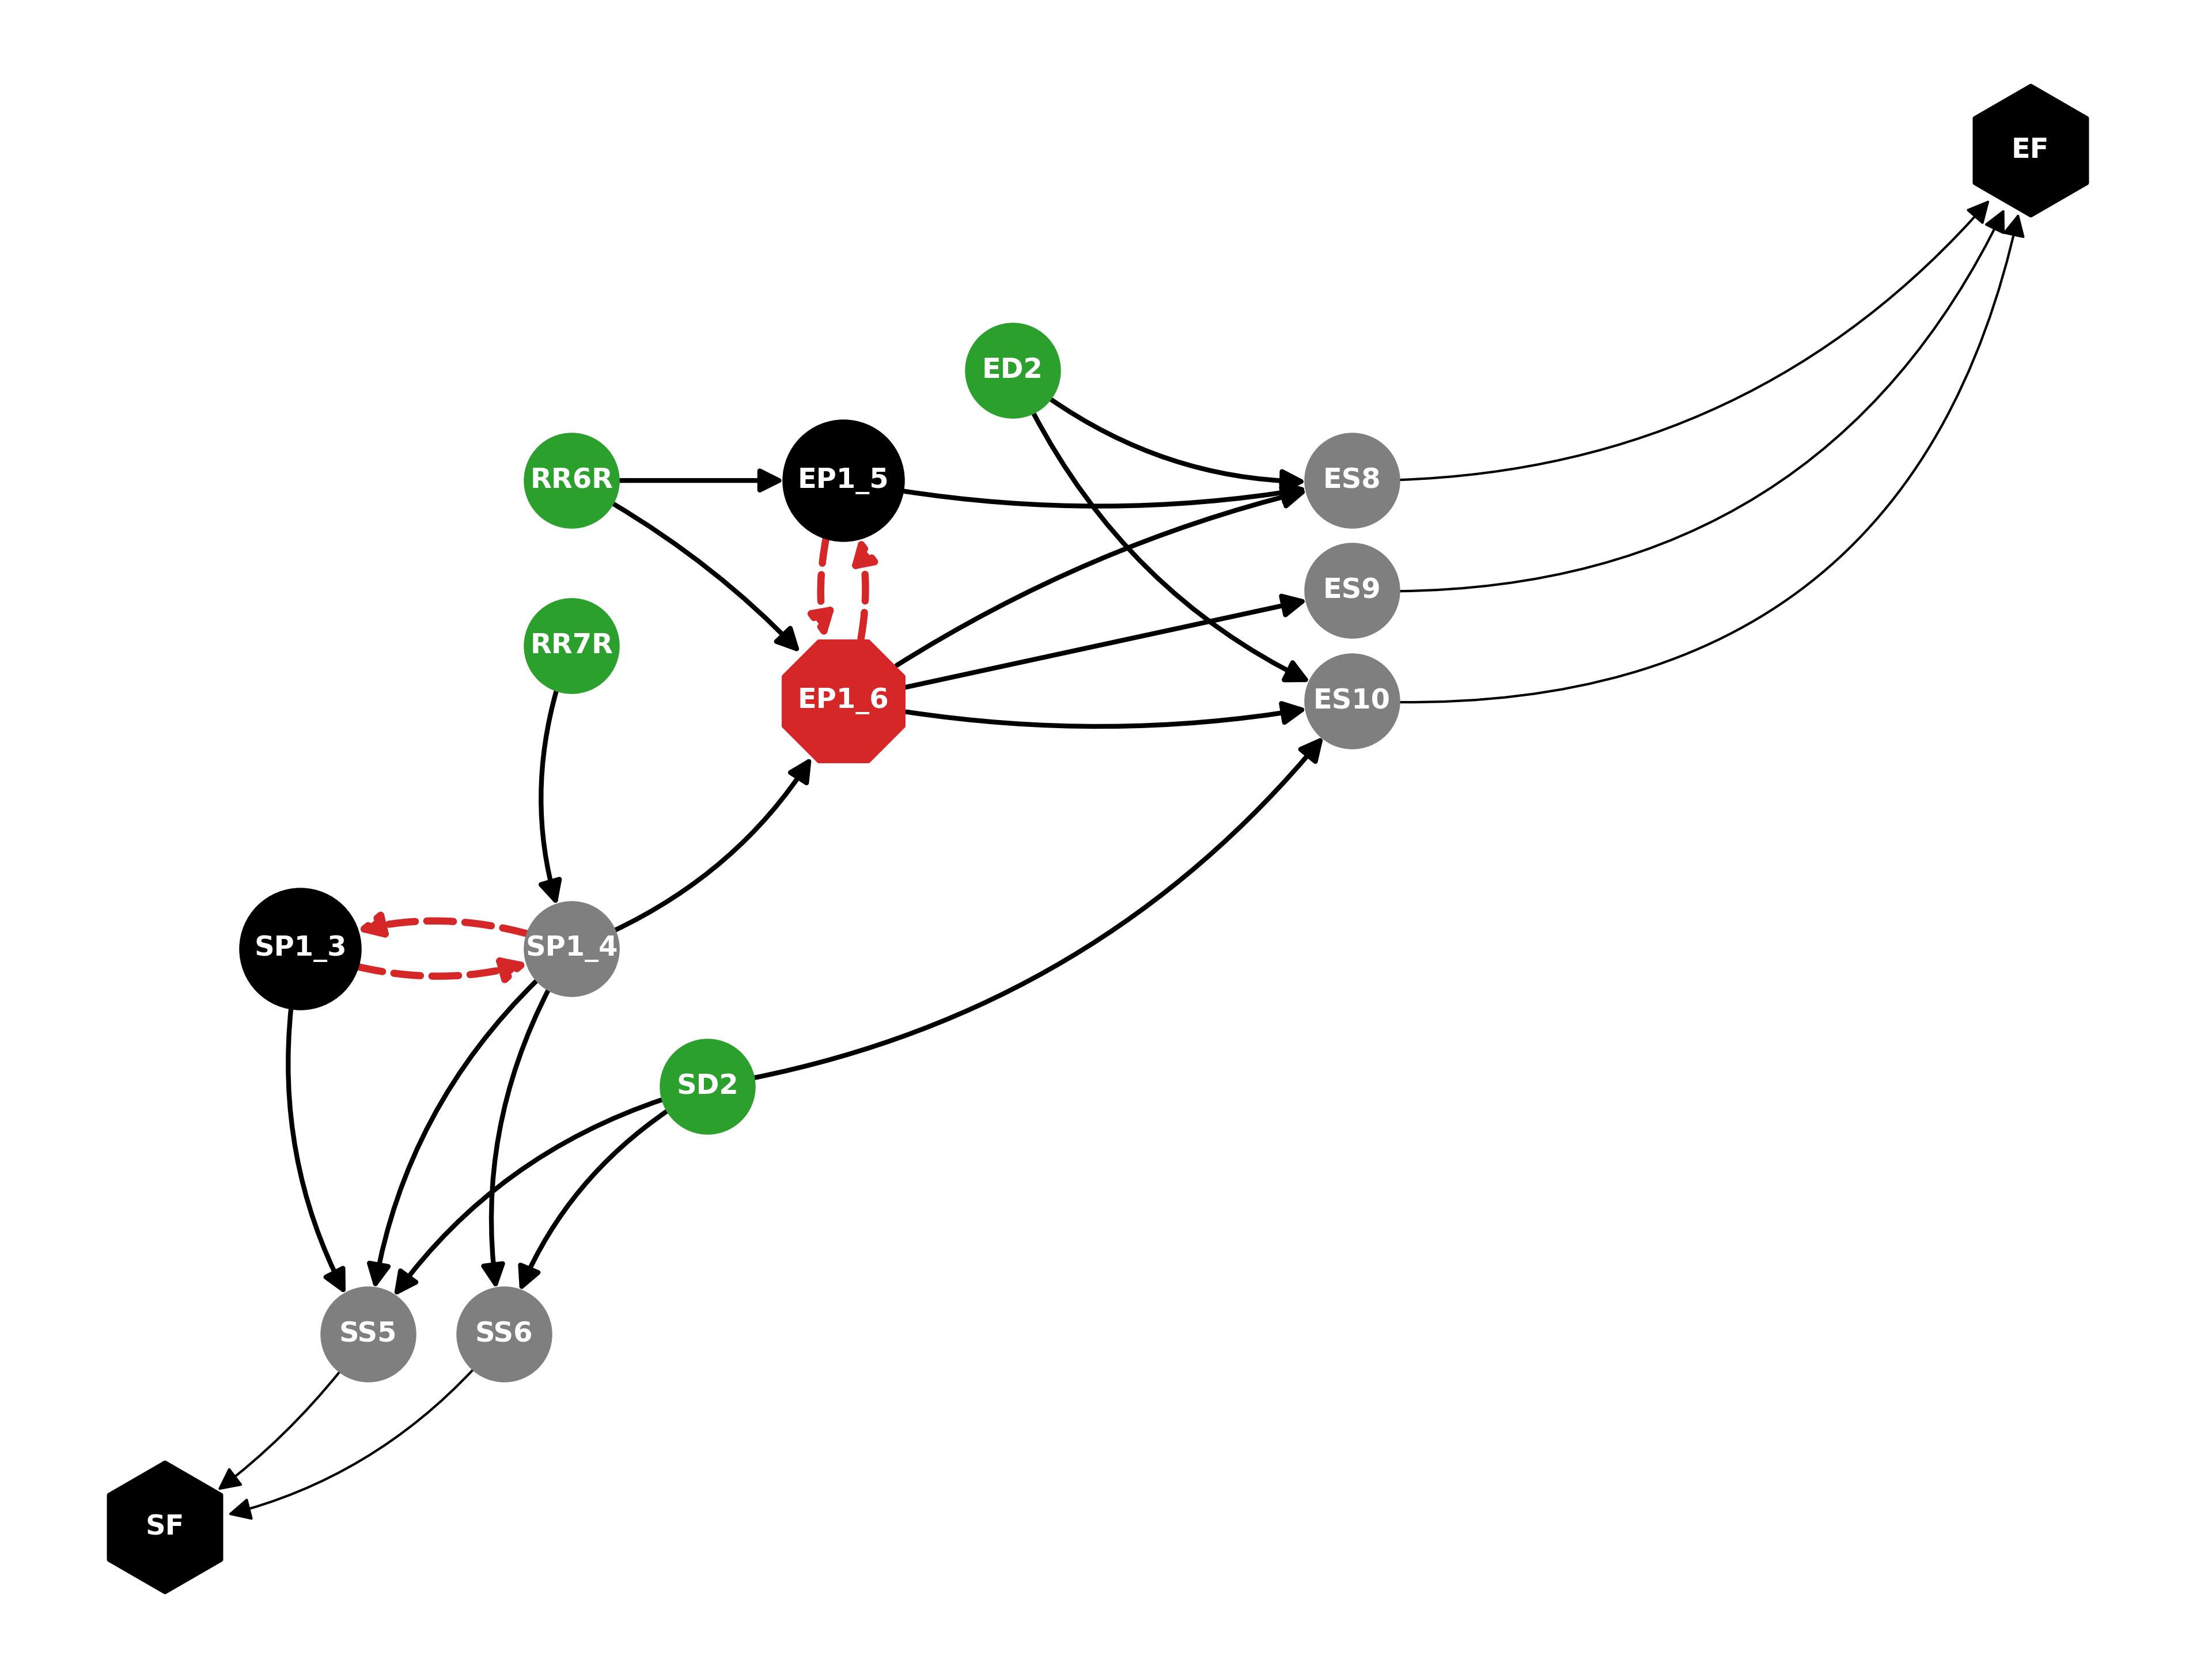 EF
ED2
RR6R
EP1_5
ES8
ES9
RR7R
EP1_6
ES10
SP1_3
SP1_4
SD2
SS5
SS6
SF